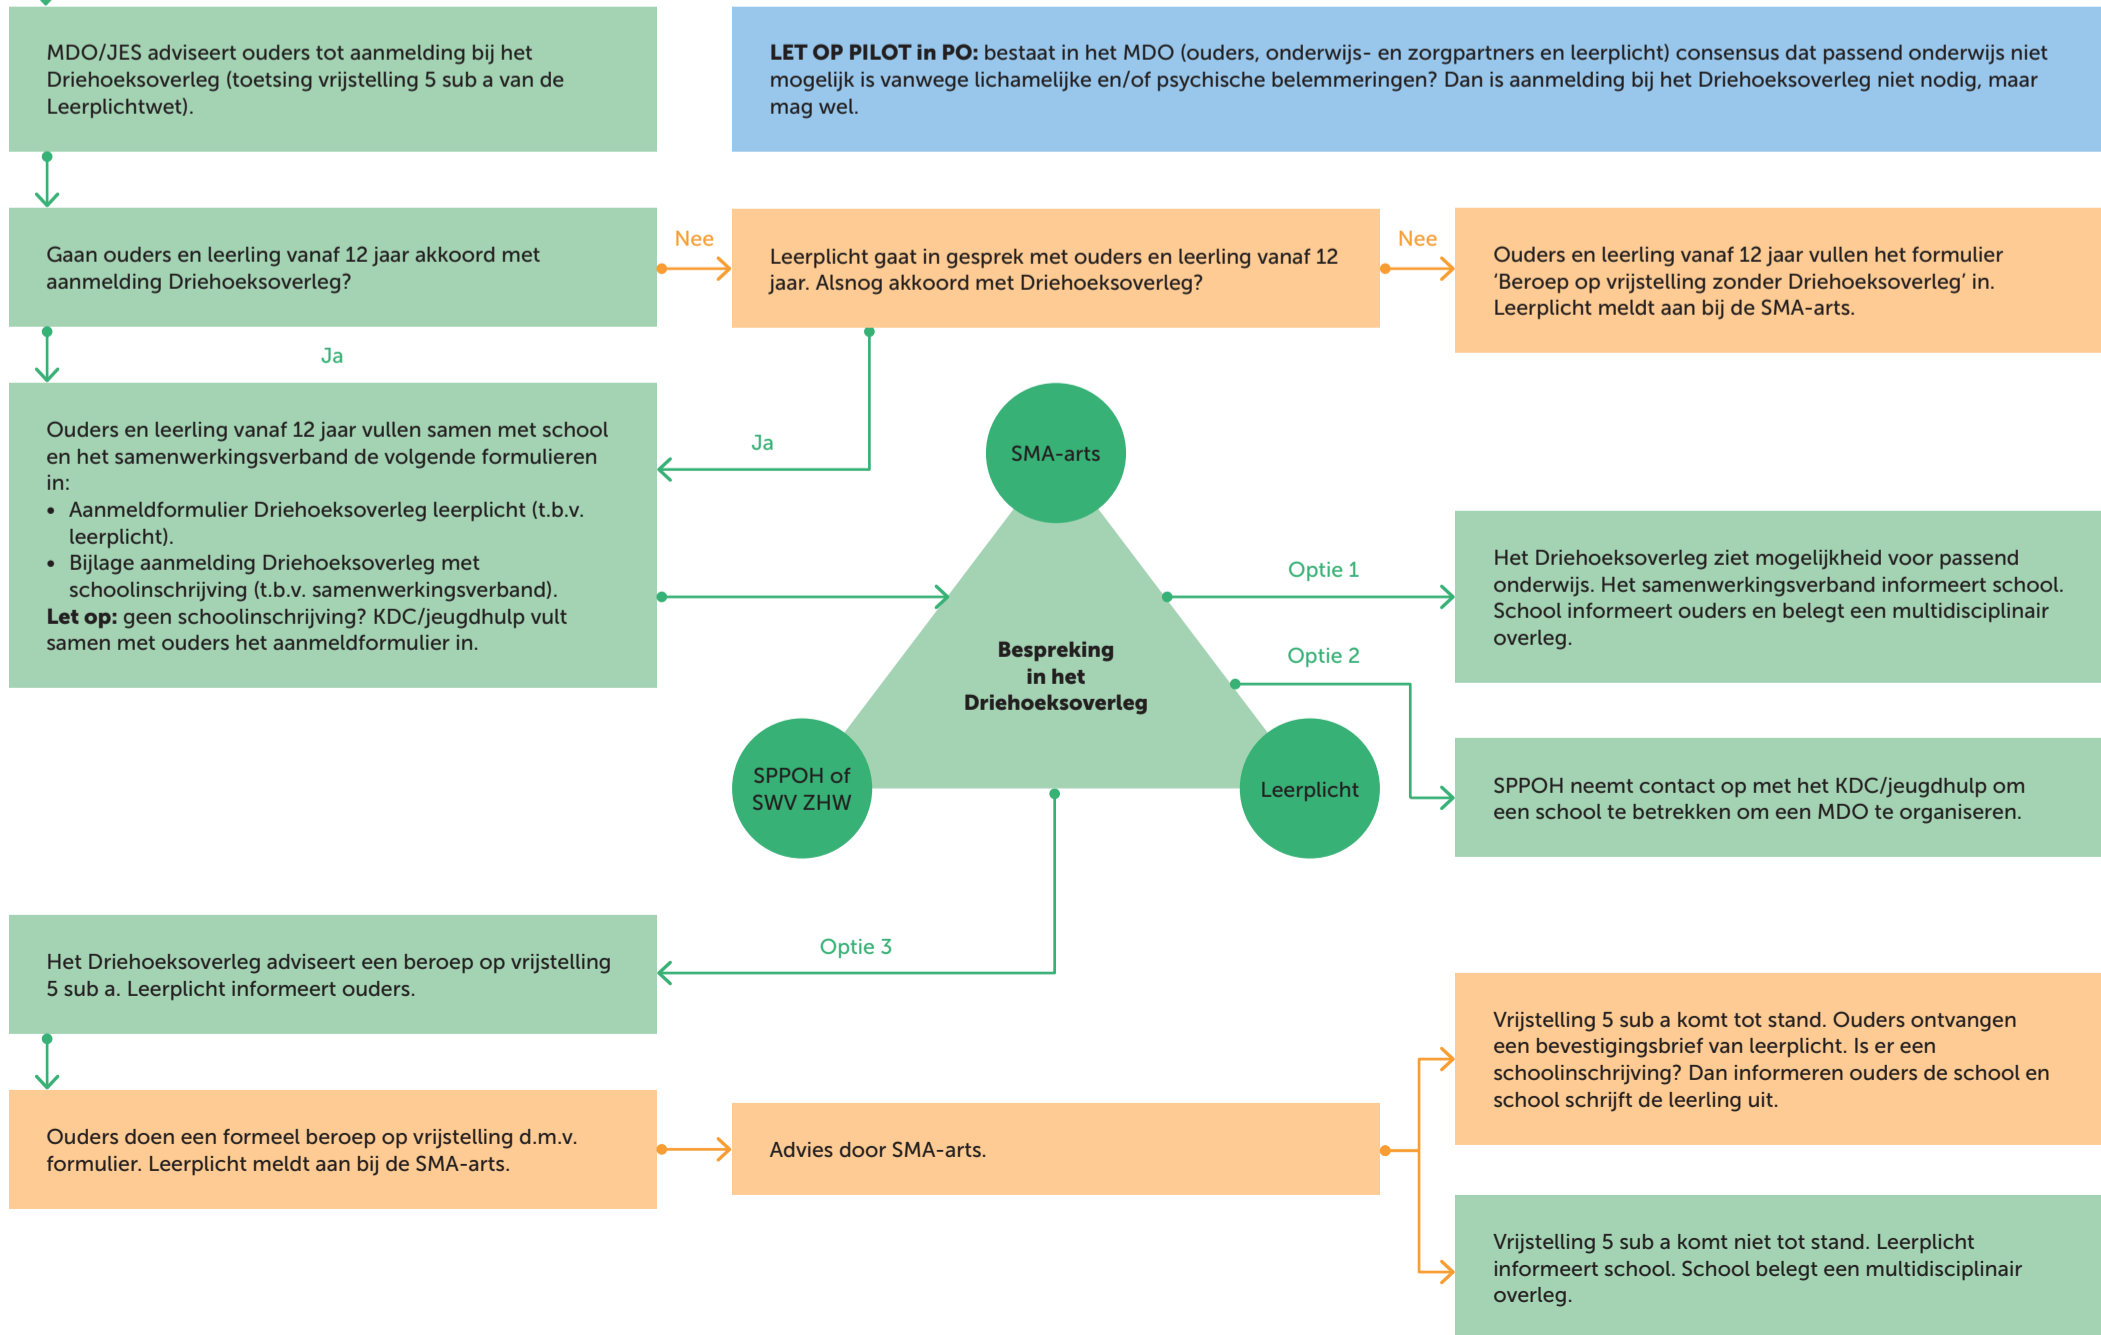 MDO/JES adviseert ouders tot aanmelding bij het
Driehoeksoverleg (toetsing vrijstelling 5 sub a van de
Leerplichtwet).
LET OP PILOT in PO: bestaat in het MDO (ouders, onderwijs- en zorgpartners en leerplicht) consensus dat passend onderwijs niet
mogelijk is vanwege lichamelijke en/of psychische belemmeringen? Dan is aanmelding bij het Driehoeksoverleg niet nodig, maar
mag wel.
Gaan ouders en leerling vanaf 12 jaar akkoord met
aanmelding Driehoeksoverleg?
Nee
Leerplicht gaat in gesprek met ouders en leerling vanaf 12
jaar. Alsnog akkoord met Driehoeksoverleg?
Nee
Ouders en leerling vanaf 12 jaar vullen het formulier
‘Beroep op vrijstelling zonder Driehoeksoverleg’ in.
Leerplicht meldt aan bij de SMA-arts.
Ja
Ouders en leerling vanaf 12 jaar vullen samen met school
en het samenwerkingsverband de volgende formulieren
in:
• Aanmeldformulier Driehoeksoverleg leerplicht (t.b.v.
leerplicht).
• Bijlage aanmelding Driehoeksoverleg met
schoolinschrijving (t.b.v. samenwerkingsverband).
Let op: geen schoolinschrijving? KDC/jeugdhulp vult
samen met ouders het aanmeldformulier in.
Ja
SMA-arts
Bespreking
in het
Driehoeksoverleg
SPPOH of
SWV ZHW
Leerplicht
Optie 1
Het Driehoeksoverleg ziet mogelijkheid voor passend
onderwijs. Het samenwerkingsverband informeert school.
School informeert ouders en belegt een multidisciplinair
overleg.
Optie 2
SPPOH neemt contact op met het KDC/jeugdhulp om
een school te betrekken om een MDO te organiseren.
Optie 3
Het Driehoeksoverleg adviseert een beroep op vrijstelling
5 sub a. Leerplicht informeert ouders.
Ouders doen een formeel beroep op vrijstelling d.m.v.
formulier. Leerplicht meldt aan bij de SMA-arts.
Advies door SMA-arts.
Vrijstelling 5 sub a komt tot stand. Ouders ontvangen
een bevestigingsbrief van leerplicht. Is er een
schoolinschrijving? Dan informeren ouders de school en
school schrijft de leerling uit.
Vrijstelling 5 sub a komt niet tot stand. Leerplicht
informeert school. School belegt een multidisciplinair
overleg.